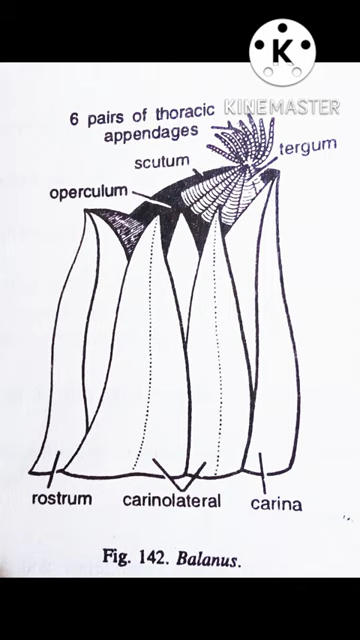 K
KINEMASTER
6 pairs of thoracic
appendages
tergum
scutum
operculum
rostrum
carinolateral
carina
Fig. 142. Balanus.